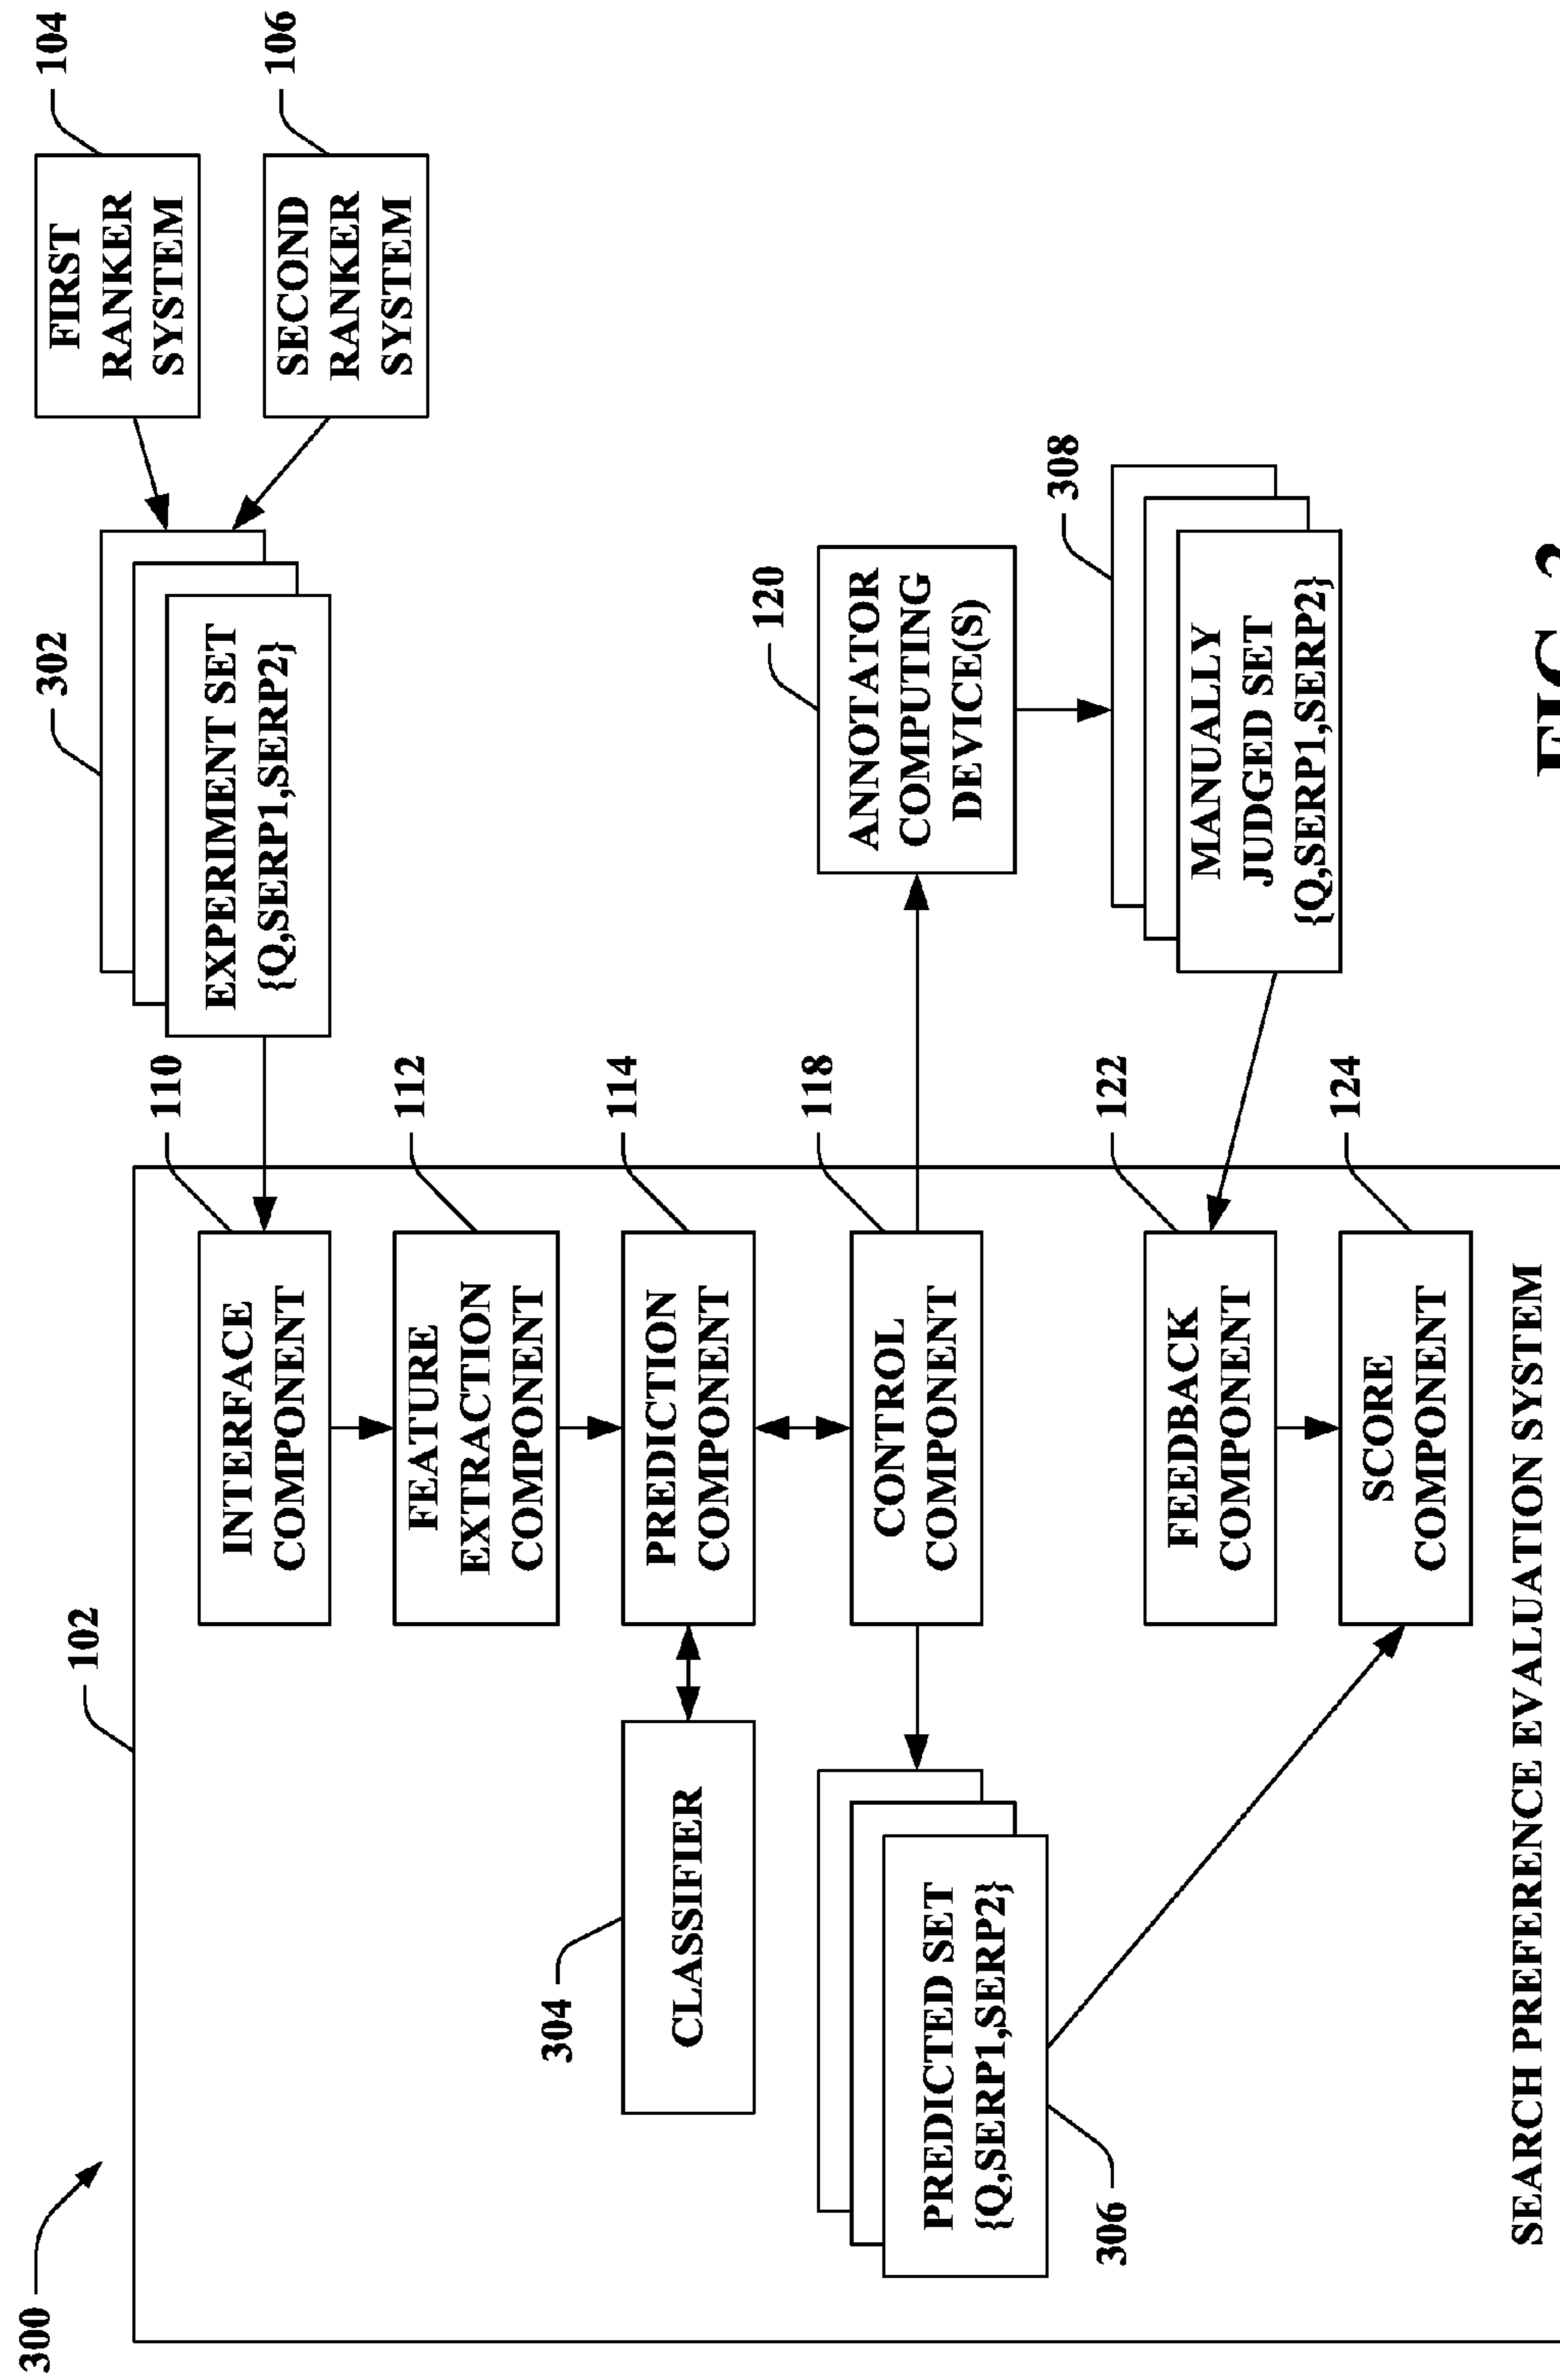 300
102
110
INTERFACE
COMPONENT
302
EXPERIMENT SET
{Q,SERP1,SERP2}
104
FIRST
RANKER
SYSTEM
106
SECOND
RANKER
SYSTEM
112
FEATURE
EXTRACTION
COMPONENT
304
CLASSIFIER
114
PREDICTION
COMPONENT
118
CONTROL
COMPONENT
120
ANNOTATOR
COMPUTING
DEVICE(S)
306
PREDICTED SET
{Q,SERP1,SERP2}
308
MANUALLY
JUDGED SET
{Q,SERP1,SERP2}
122
FEEDBACK
COMPONENT
124
SCORE
COMPONENT
SEARCH PREFERENCE EVALUATION SYSTEM
FIG.